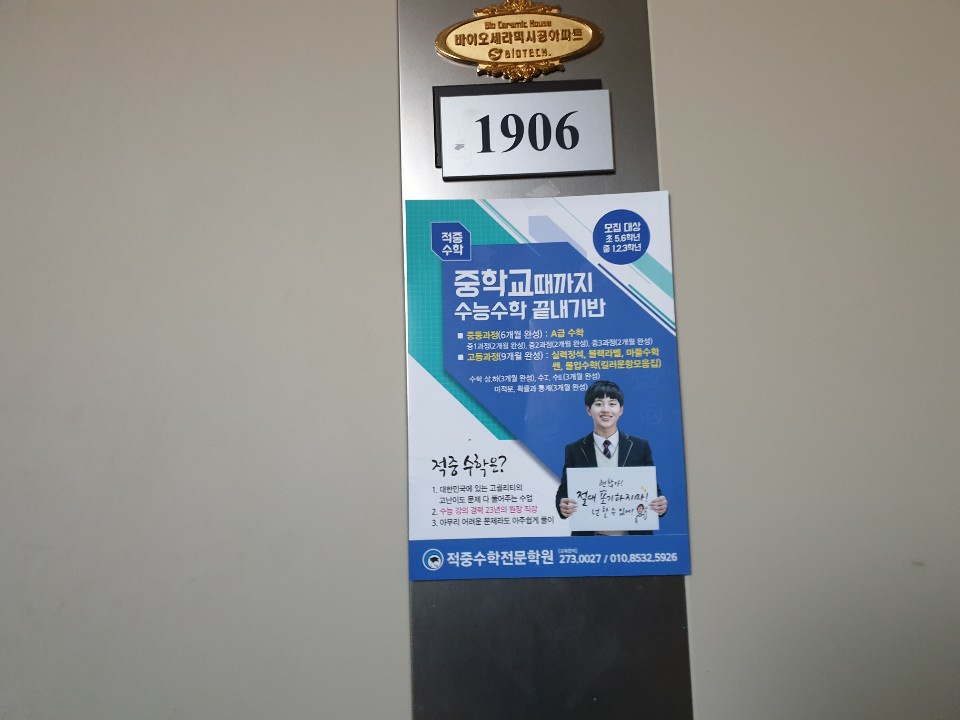 Bio Ceramic House
바이오세라믹시공아파트
BIOTECH.
1906
적중
수학
모집 대상
초 5,6학년
중 1,2,3학년
중학교때까지
수능수학 끝내기반
■ 중등과정(6개월 완성) : A급 수학
중1과정(2개월 완성), 중2과정(2개월 완성), 중3과정(2개월 완성)
■ 고등과정(9개월 완성) : 실력정석, 블랙라벨, 마플수학
쎈, 몰입수학(킬러문항모음집)
수학 상,하(3개월 완성), 수Ⅰ, 수Ⅱ(3개월 완성)
미적분, 확률과 통계(3개월 완성)
적중 수학은?
1. 대한민국에 있는 고퀄리티의
고난이도 문제 다 풀어주는 수업
2. 수능 강의 경력 23년의 원장 직강
3. 아무리 어려운 문제라도 아주쉽게 풀이
절대 포기하지마!
넌 할 수 있어!
적중수학전문학원 273.0027 / 010.8532.5926